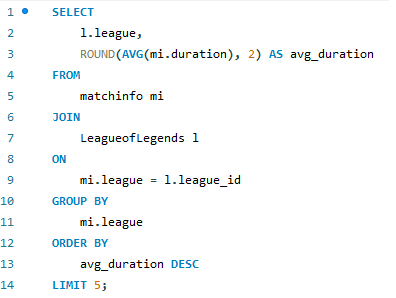 1 SELECT
2 l.league,
3 ROUND(AVG(mi.duration), 2) AS avg_duration
4 FROM
5 matchinfo mi
6 JOIN
7 LeagueofLegends l
8 ON
9 mi.league = l.league_id
10 GROUP BY
11 mi.league
12 ORDER BY
13 avg_duration DESC
14 LIMIT 5;